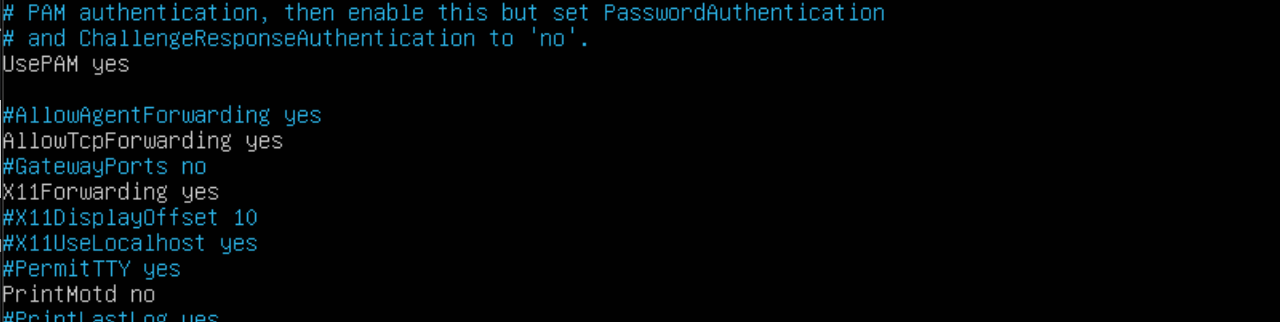 # PAM authentication, then enable this but set PasswordAuthentication
# and ChallengeResponseAuthentication to 'no'.
UsePAM yes
#AllowAgentForwarding yes
AllowTcpForwarding yes
#GatewayPorts no
X11Forwarding yes
#X11DisplayOffset 10
#X11UseLocalhost yes
#PermitTTY yes
PrintMotd no
#PrintLastLog yes